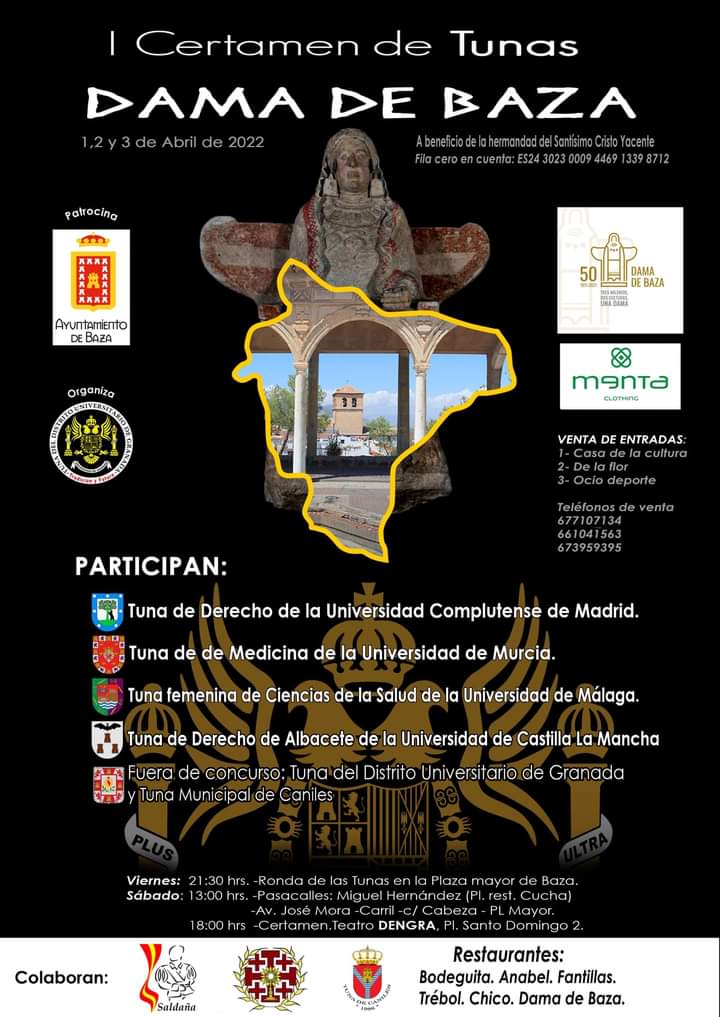 I Certamen de Tunas
DAMA DE BAZA
1,2 y 3 de Abril de 2022
A beneficio de la hermandad del Santísimo Cristo Yacente
Fila cero en cuenta: ES24 3023 0009 4469 1339 8712
Patrocina
AYUNTAMIENTO
DE BAZA
Organiza
TUNA DEL DISTRITO UNIVERSITARIO DE GRANADA
Tradición y Futuro
50
DAMA
DE BAZA
TRES MILENIOS,
DOS CULTURAS,
UNA DAMA
menta
CLOTHING
VENTA DE ENTRADAS:
1- Casa de la cultura
2- De la flor
3- Ocio deporte
Teléfonos de venta
677107134
661041563
673959395
PARTICIPAN:
Tuna de Derecho de la Universidad Complutense de Madrid.
Tuna de de Medicina de la Universidad de Murcia.
Tuna femenina de Ciencias de la Salud de la Universidad de Málaga.
Tuna de Derecho de Albacete de la Universidad de Castilla La Mancha
Fuera de concurso: Tuna del Distrito Universitario de Granada
y Tuna Municipal de Caniles
PLUS
ULTRA
Viernes: 21:30 hrs. -Ronda de las Tunas en la Plaza mayor de Baza.
Sábado: 13:00 hrs. -Pasacalles: Miguel Hernández (Pl. rest. Cucha)
-Av. José Mora -Carril -c/ Cabeza - PL Mayor.
18:00 hrs -Certamen.Teatro DENGRA, Pl. Santo Domingo 2.
Colaboran:
Saldaña
TUNA DE CANILES
Restaurantes:
Bodeguita. Anabel. Fantillas.
Trébol. Chico. Dama de Baza.